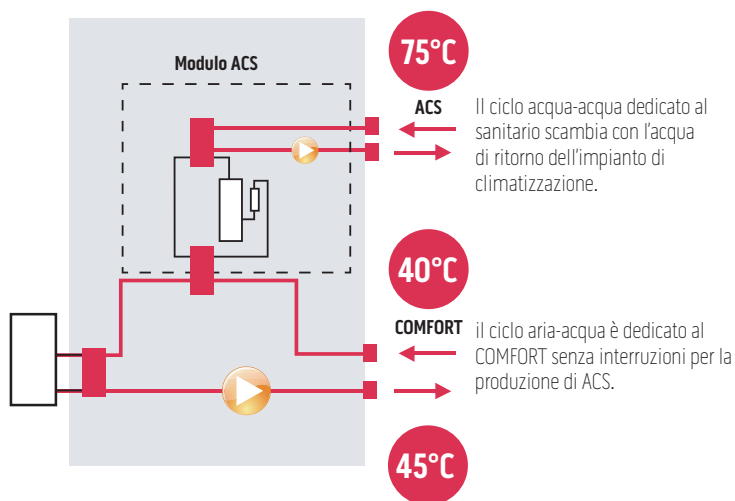 75°C
Modulo ACS
ACS
Il ciclo acqua-acqua dedicato al
sanitario scambia con l'acqua
di ritorno dell'impianto di
climatizzazione.
40°C
COMFORT
il ciclo aria-acqua è dedicato al
COMFORT senza interruzioni per la
produzione di ACS.
45°C